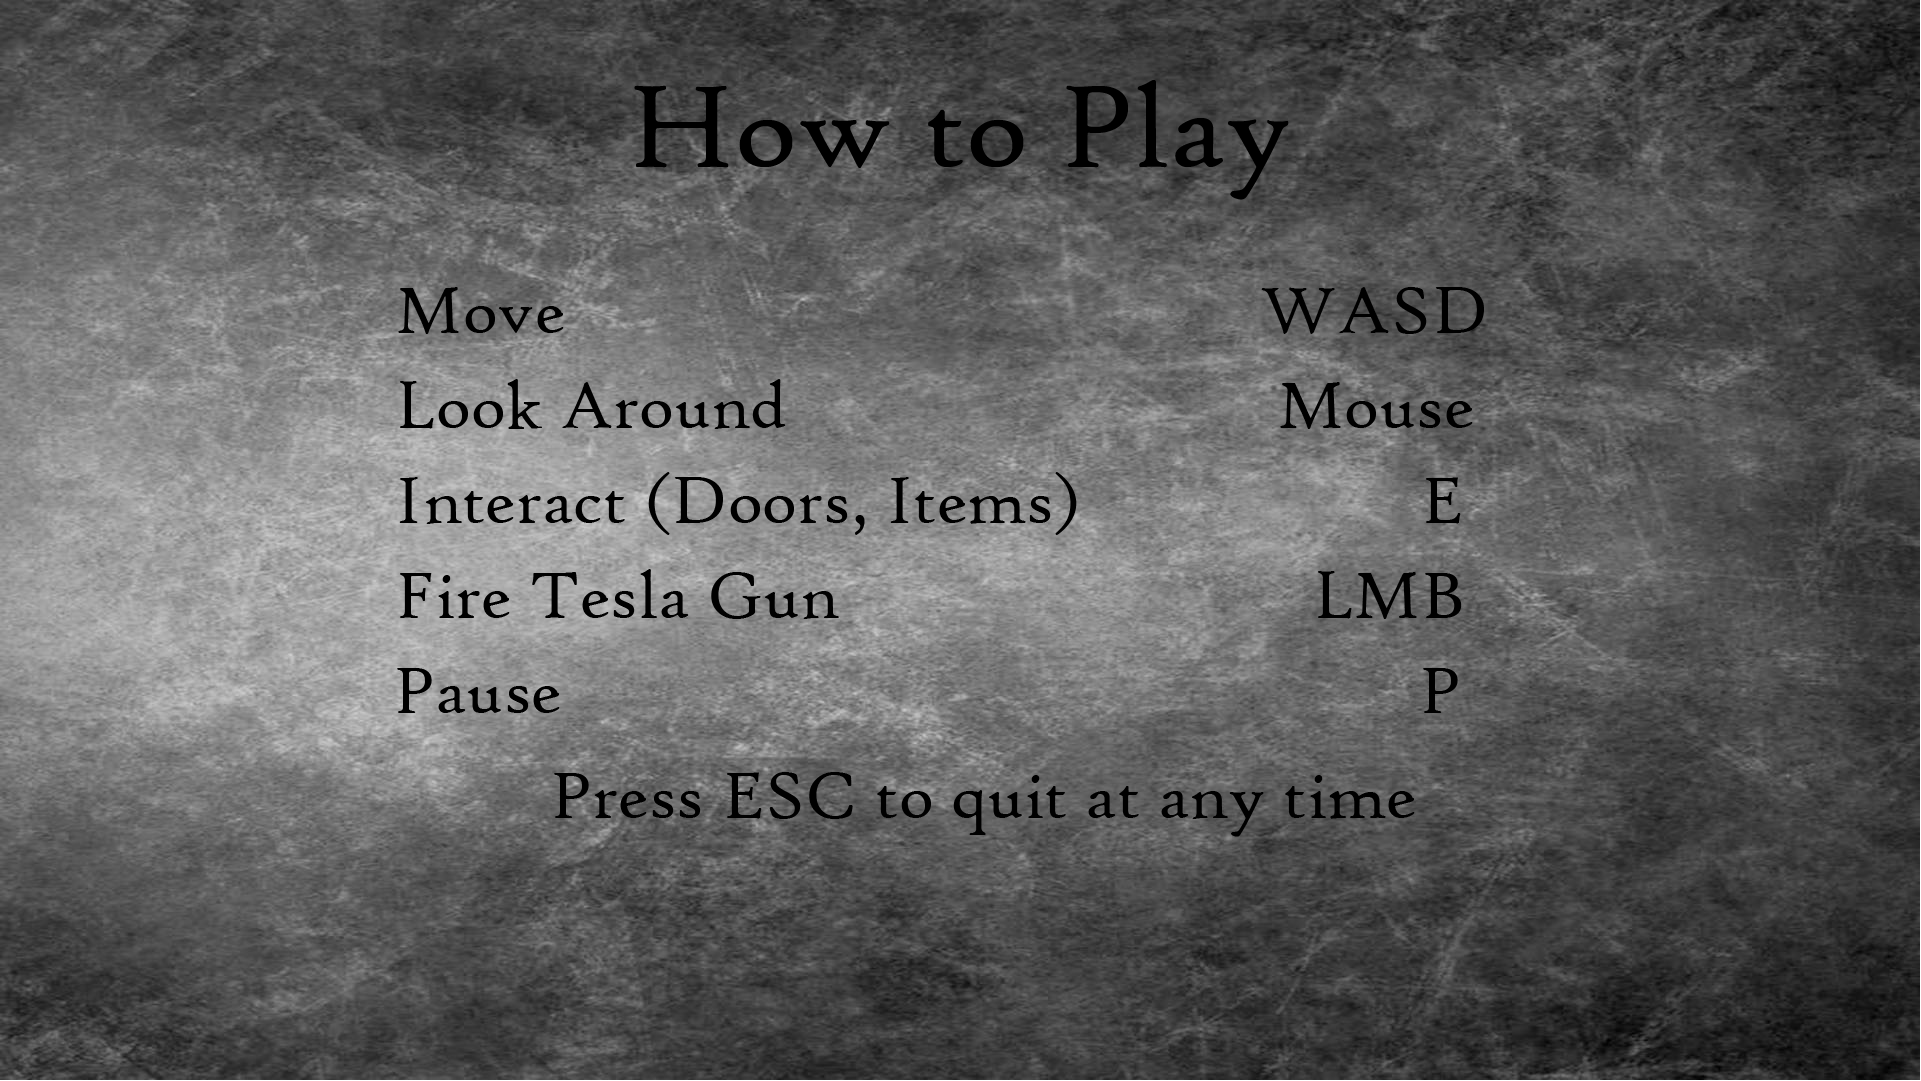 How to Play
Move WASD
Look Around Mouse
Interact (Doors, Items) E
Fire Tesla Gun LMB
Pause P
Press ESC to quit at any time